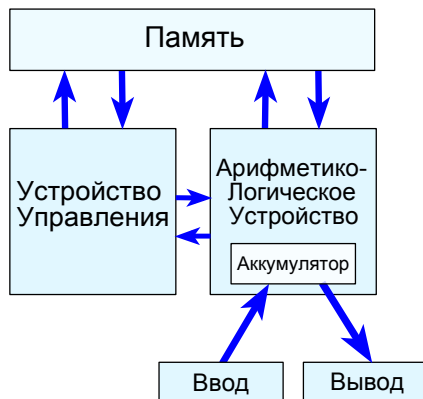 Память
Устройство
Управления
Арифметико-
Логическое
Устройство
Аккумулятор
Ввод
Вывод